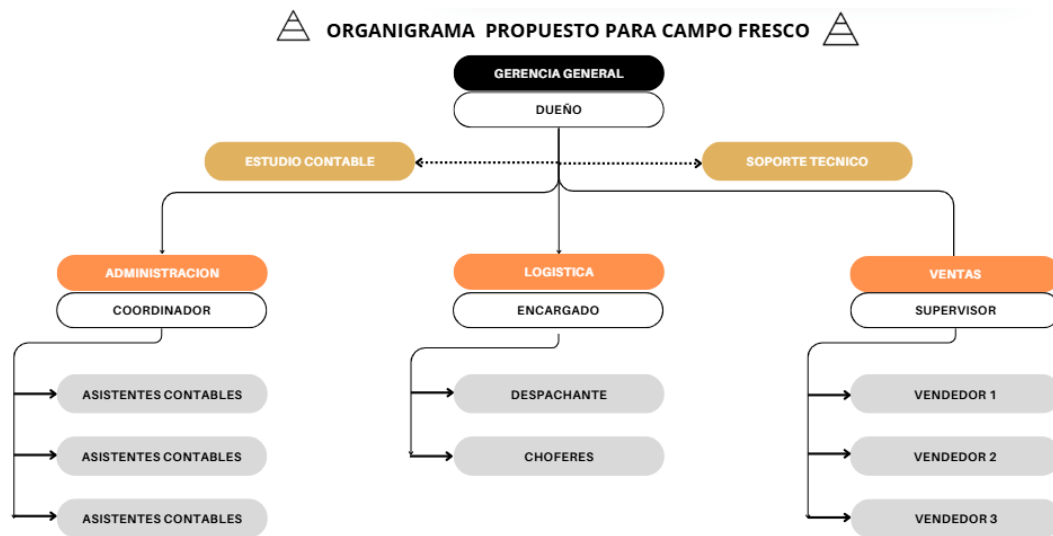 ORGANIGRAMA PROPUESTO PARA CAMPO FRESCO
GERENCIA GENERAL
DUEÑO
ESTUDIO CONTABLE
SOPORTE TECNICO
ADMINISTRACION
COORDINADOR
ASISTENTES CONTABLES
ASISTENTES CONTABLES
ASISTENTES CONTABLES
LOGISTICA
ENCARGADO
DESPACHANTE
CHOFERES
VENTAS
SUPERVISOR
VENDEDOR 1
VENDEDOR 2
VENDEDOR 3